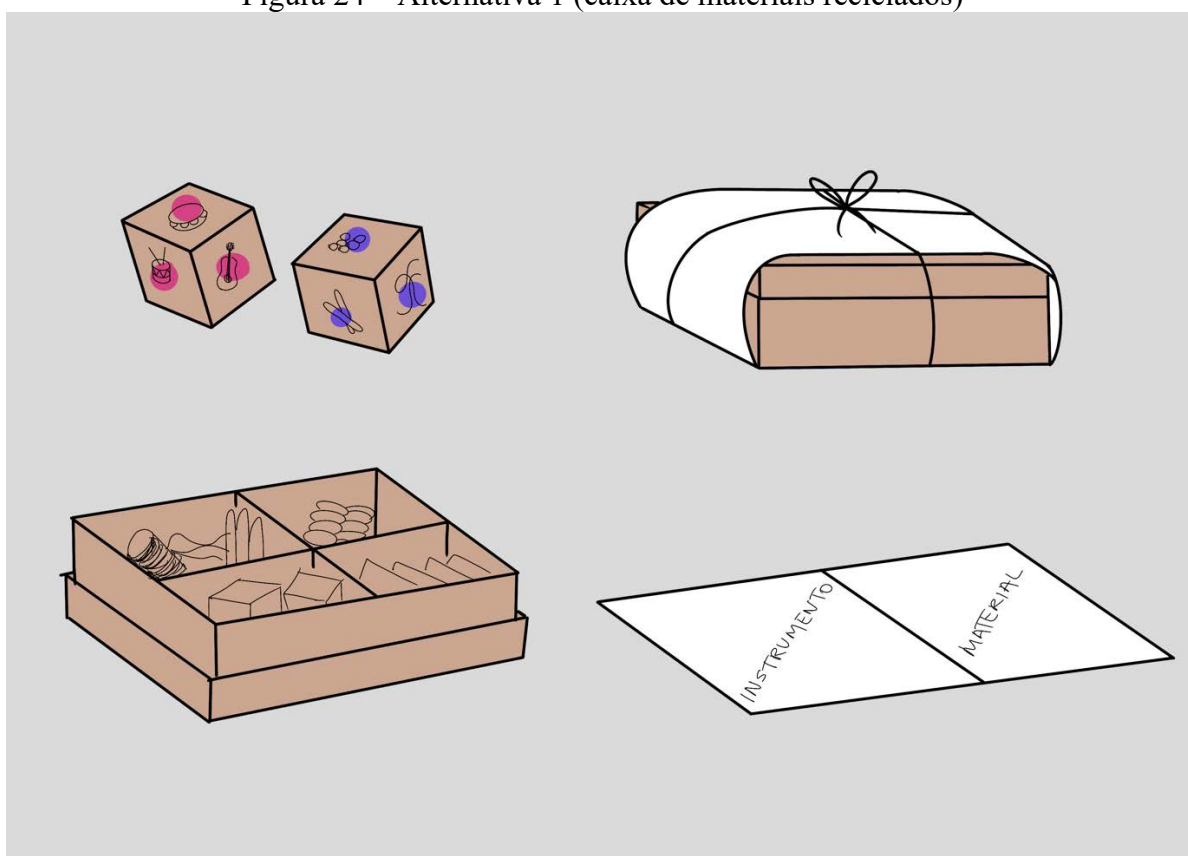 Figura 24 – Alternativa 1 (caixa de materiais reciclados)
INSTRUMENTO
MATERIAL